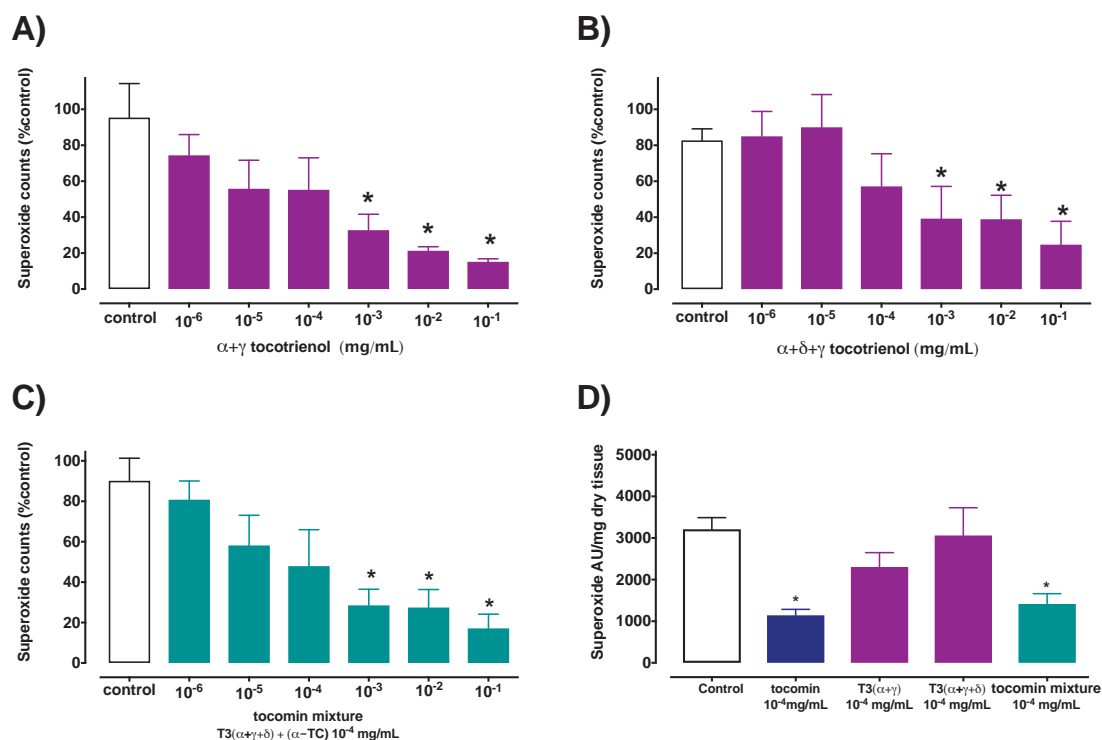 A)
Superoxide counts (%control)
100
80
60
40
20
0
* * *
control 10⁻⁶ 10⁻⁵ 10⁻⁴ 10⁻³ 10⁻² 10⁻¹
α+γ tocotrienol (mg/mL)
B)
Superoxide counts (%control)
100
80
60
40
20
0
* * *
control 10⁻⁶ 10⁻⁵ 10⁻⁴ 10⁻³ 10⁻² 10⁻¹
α+δ+γ tocotrienol (mg/mL)
C)
Superoxide counts (%control)
100
80
60
40
20
0
* * *
control 10⁻⁶ 10⁻⁵ 10⁻⁴ 10⁻³ 10⁻² 10⁻¹
tocomin mixture
T3(α+γ+δ) + (α−TC) 10⁻⁴ mg/mL
D)
Superoxide AU/mg dry tissue
5000
4000
3000
2000
1000
0
* *
Control tocomin T3(α+γ) T3(α+γ+δ) tocomin mixture
10⁻⁴mg/mL 10⁻⁴ mg/mL 10⁻⁴ mg/mL 10⁻⁴ mg/mL